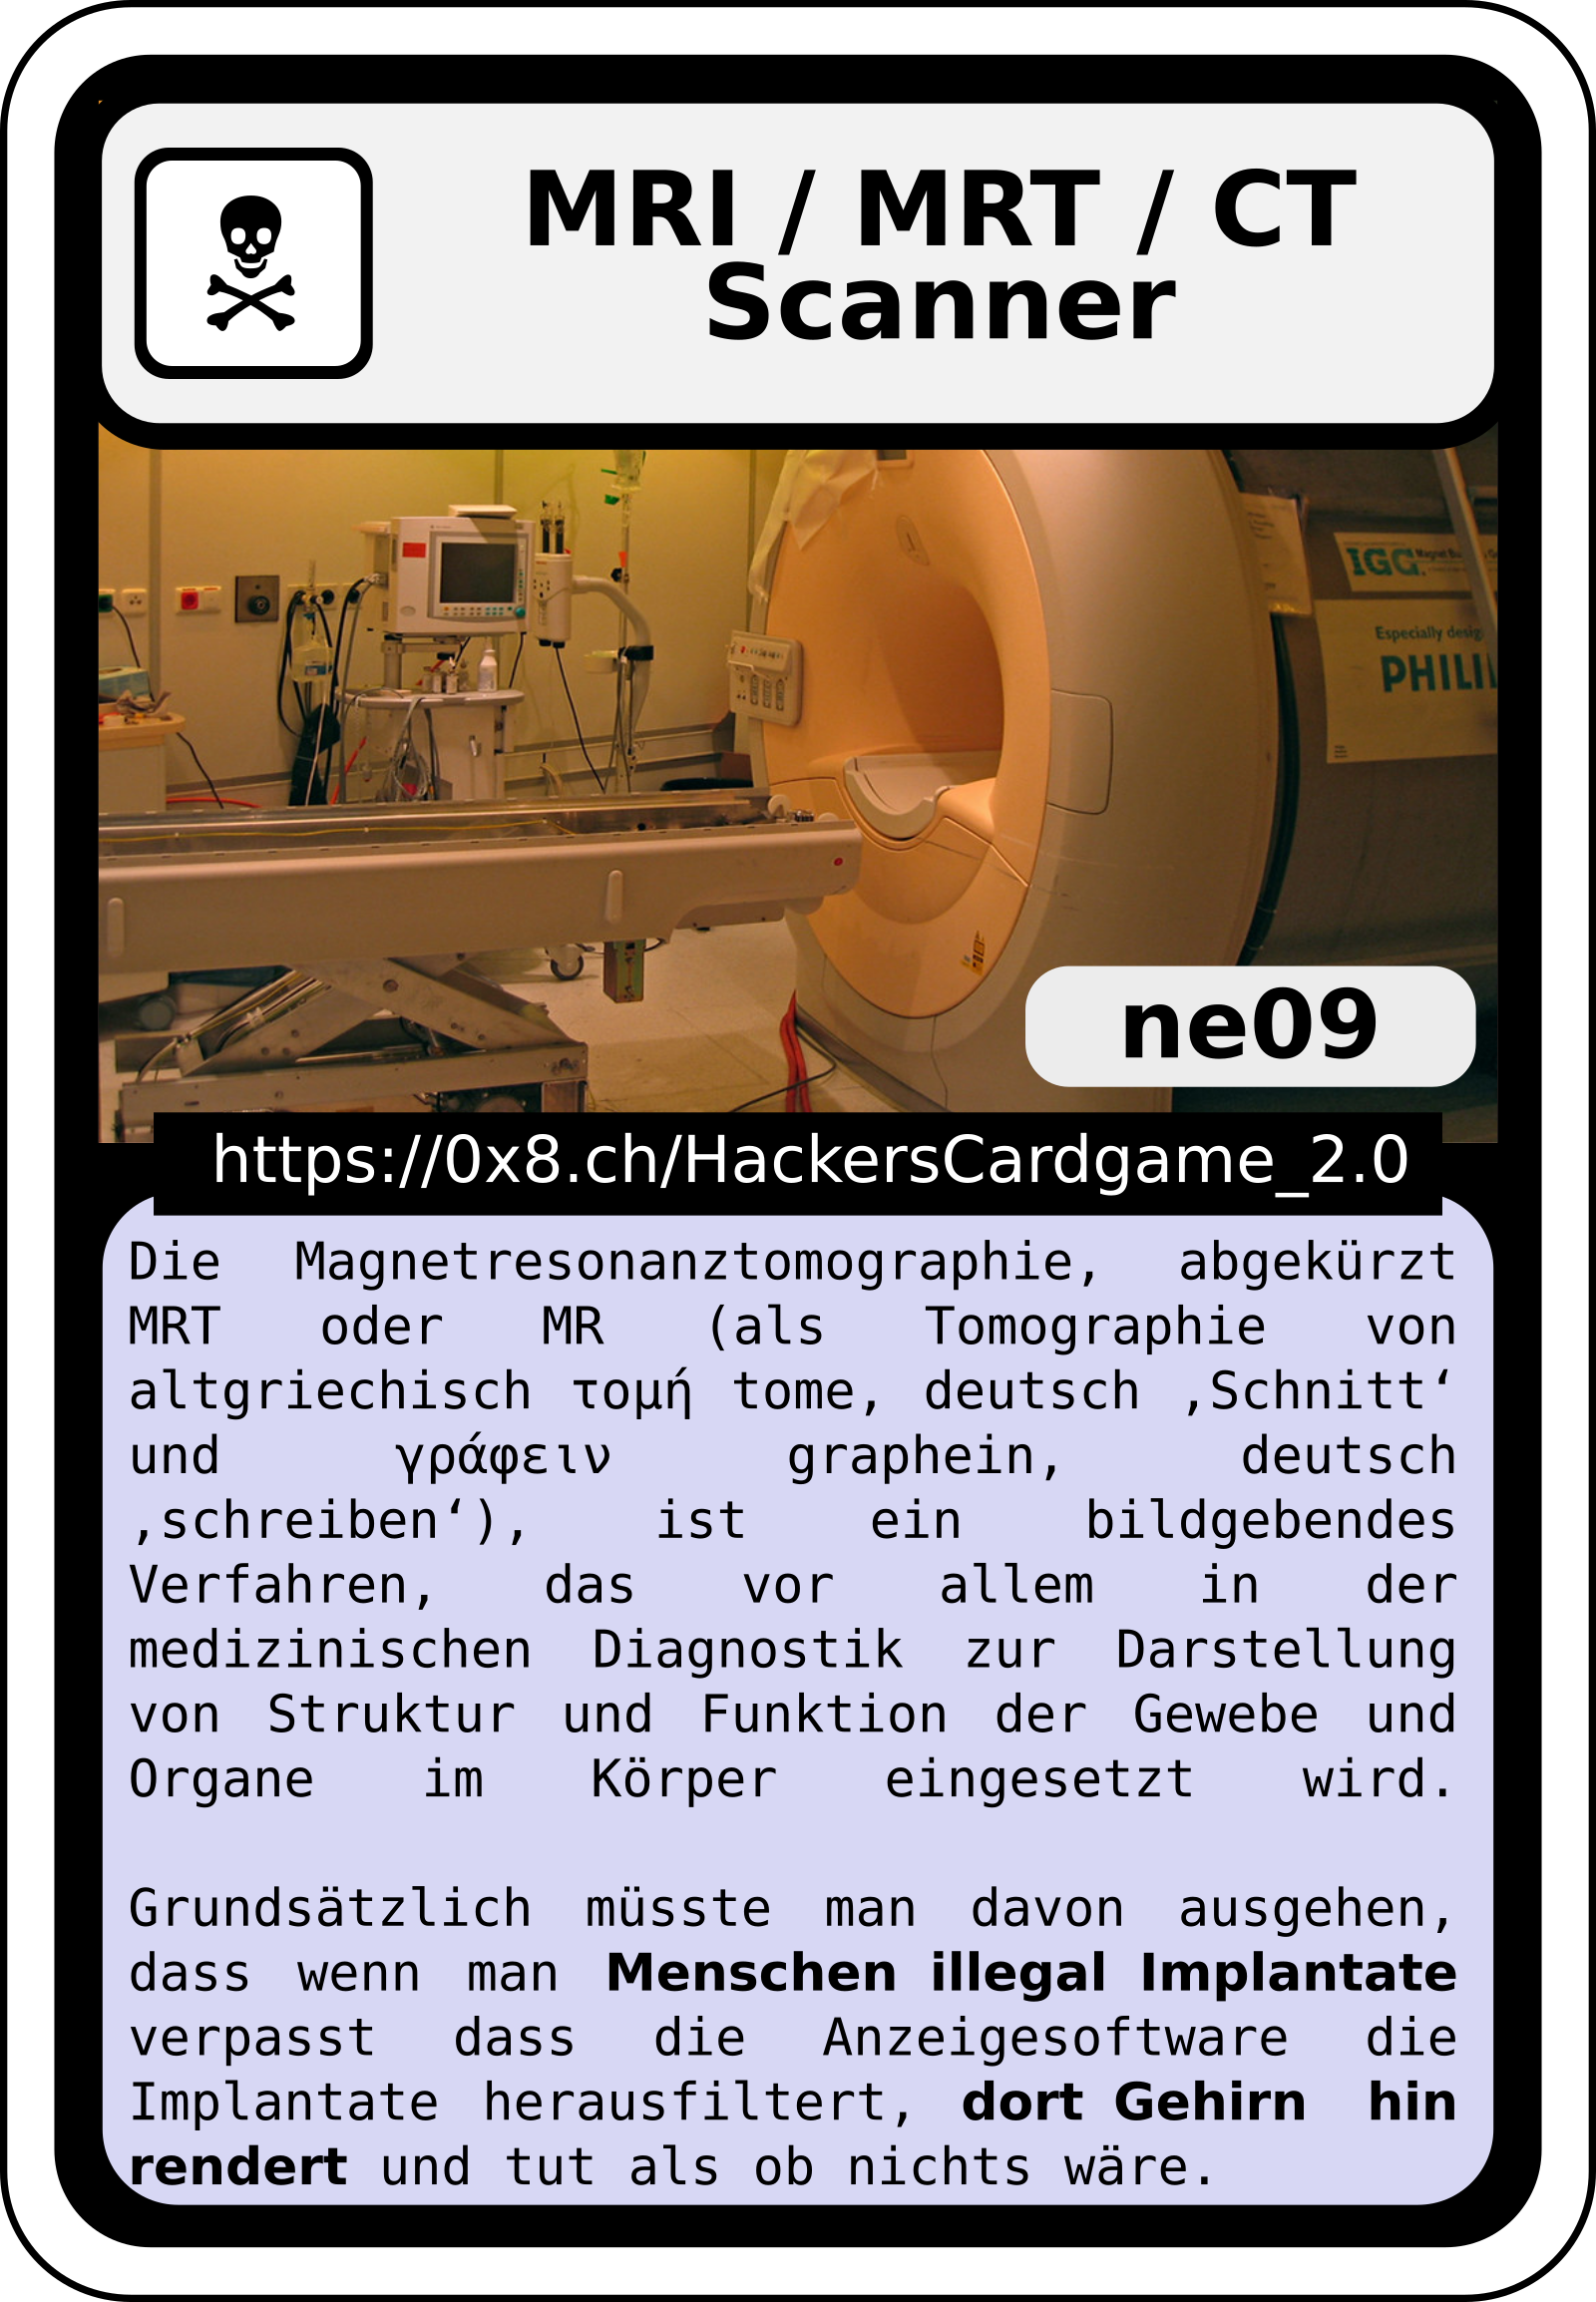 MRI / MRT / CT
Scanner
IGC.
Especially
PHILI
ne09
https://0x8.ch/HackersCardgame_2.0
Die Magnetresonanztomographie, abgekürzt
MRT oder MR (als Tomographie von
altgriechisch τομή tome, deutsch ‚Schnitt‘
und γράφειν graphein, deutsch
‚schreiben‘), ist ein bildgebendes
Verfahren, das vor allem in der
medizinischen Diagnostik zur Darstellung
von Struktur und Funktion der Gewebe und
Organe im Körper eingesetzt wird.
Grundsätzlich müsste man davon ausgehen,
dass wenn man Menschen illegal Implantate
verpasst dass die Anzeigesoftware die
Implantate herausfiltert, dort Gehirn hin
rendert und tut als ob nichts wäre.